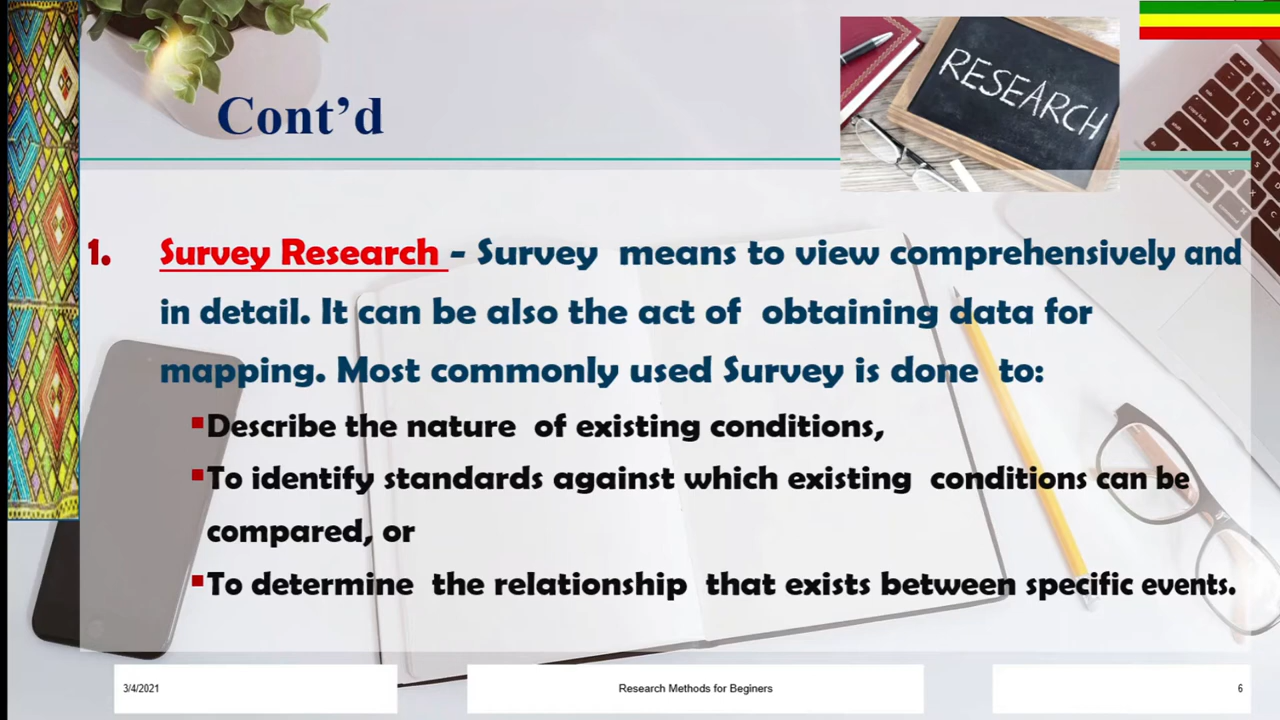 RESEARCH
Cont’d
1. Survey Research - Survey means to view comprehensively and
in detail. It can be also the act of obtaining data for
mapping. Most commonly used Survey is done to:
▪Describe the nature of existing conditions,
▪To identify standards against which existing conditions can be
compared, or
▪To determine the relationship that exists between specific events.
3/4/2021
Research Methods for Beginers
6